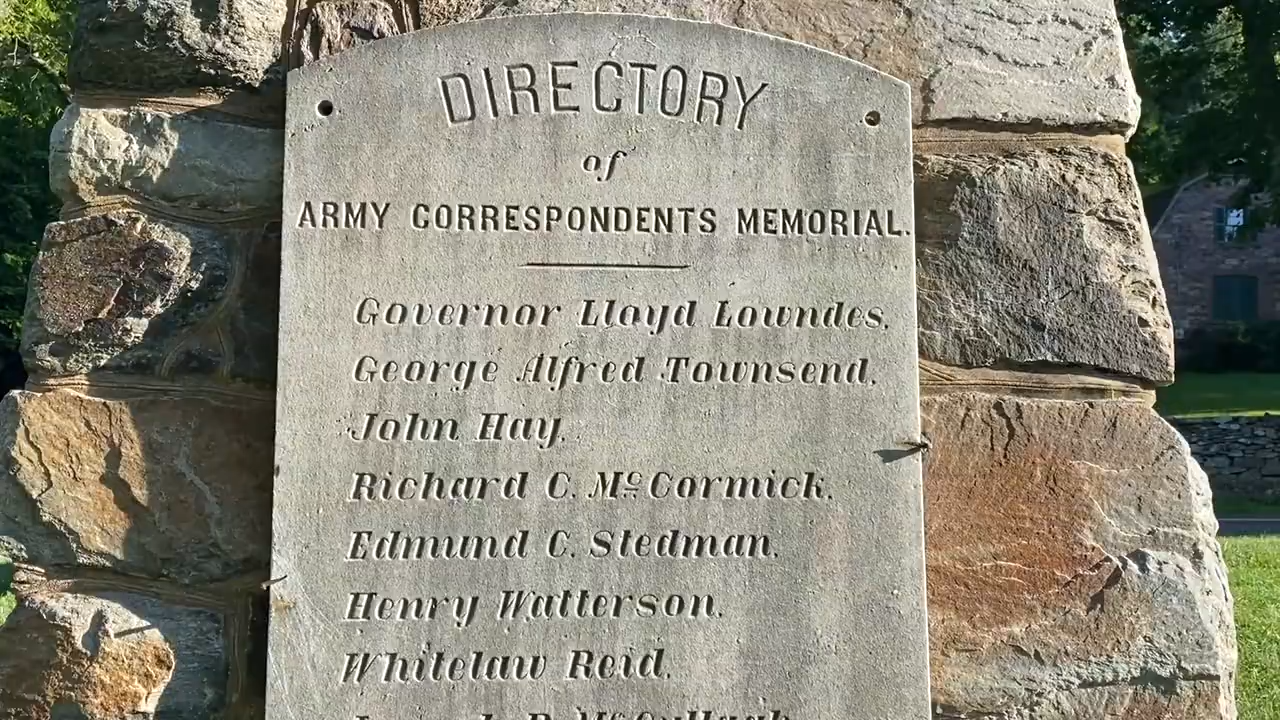 DIRECTORY
of
ARMY CORRESPONDENTS MEMORIAL.
Governor Lloyd Lowndes.
George Alfred Townsend.
John Hay.
Richard C. McCormick.
Edmund C. Stedman.
Henry Watterson.
Whitelaw Reid.